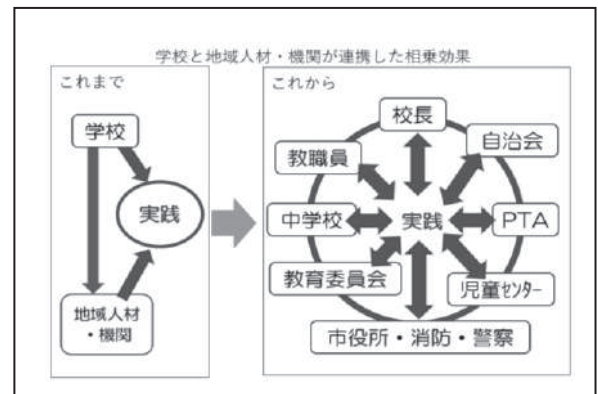 学校と地域人材・機関が連携した相乗効果
これまで
学校
実践
地域人材
・機関
これから
校長
自治会
教職員
中学校
実践
PTA
教育委員会
児童センター
市役所・消防・警察